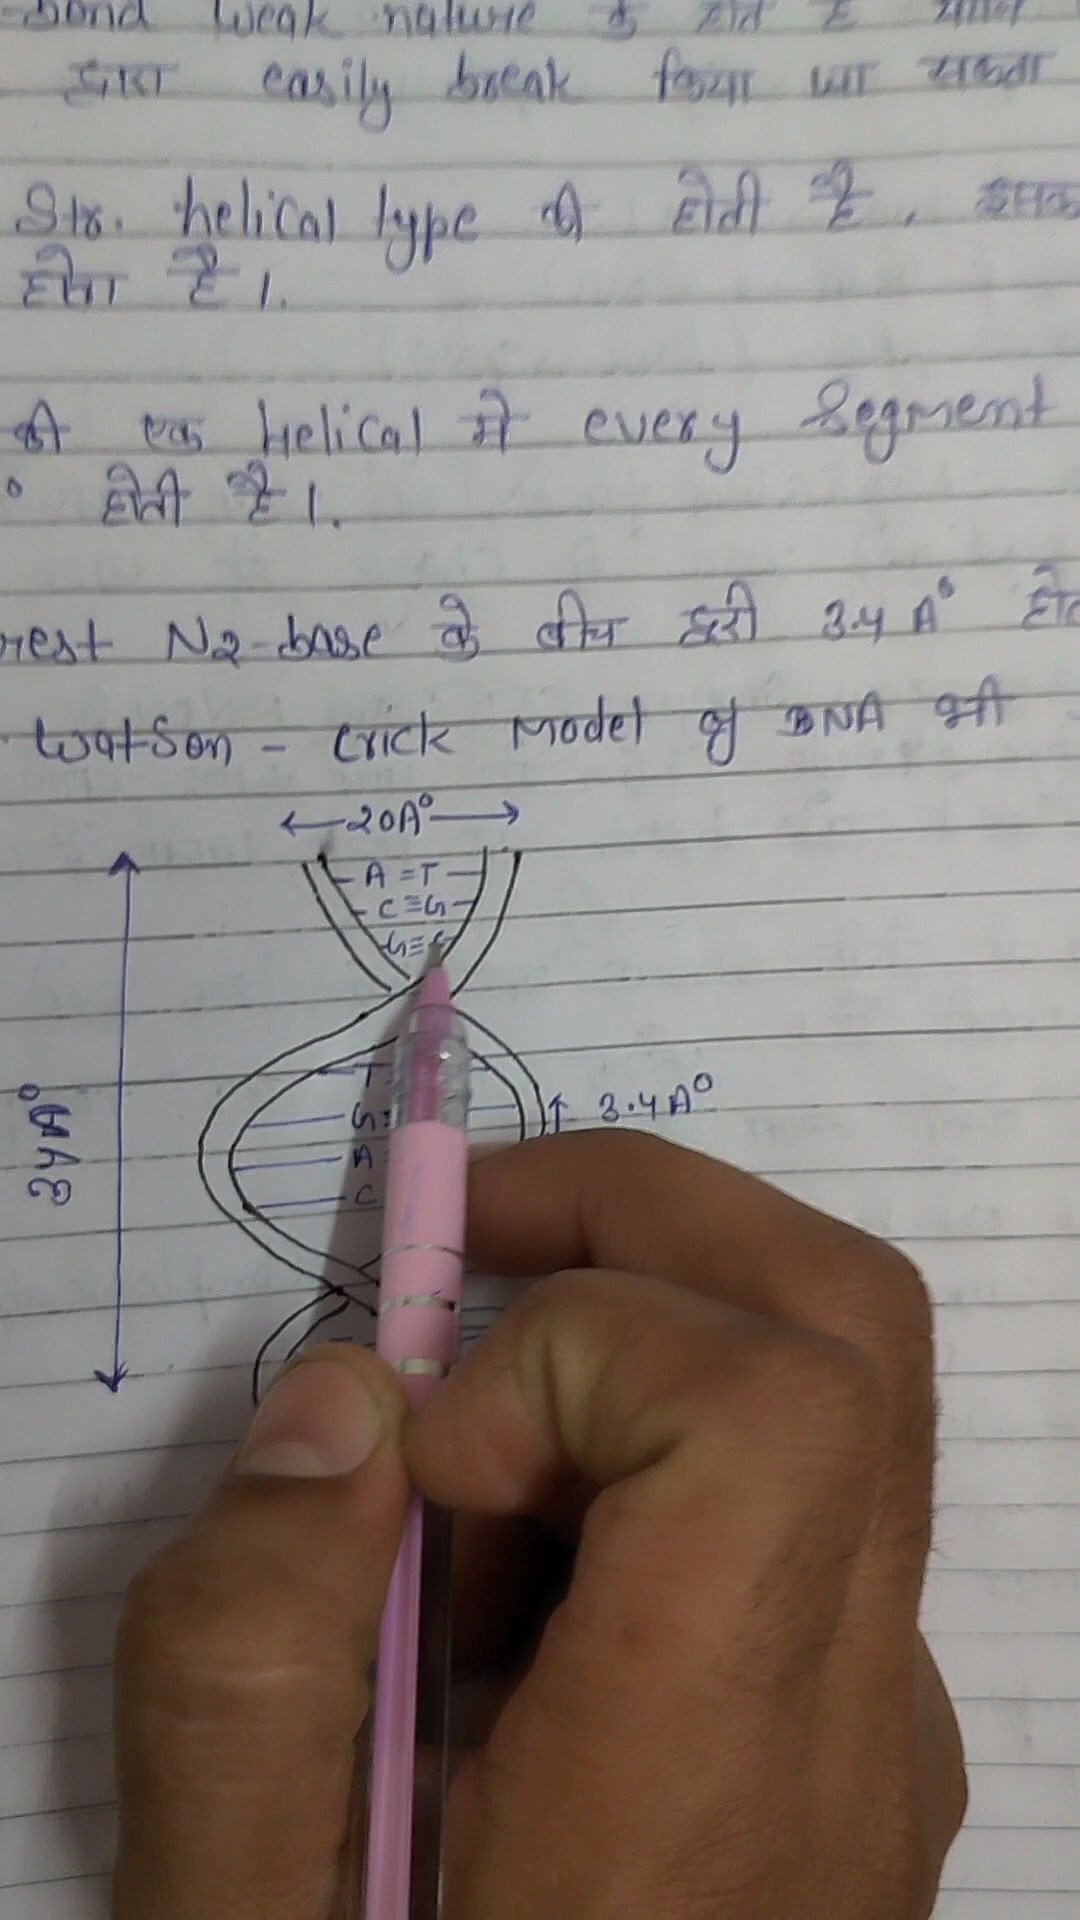 bond weak nature के होते है
द्वारा easily break किया जा सकता
Str. helical type की होती है, इसक
होता है।.
की एक Helical मे every segment
° होती है।.
rest N2-base के बीच दूरी 3.4 A° होत
Watson - Crick Model of DNA भी
20A°
A = T
C ≡ G
G ≡ C
T
G
3.4A°
A
34A°
C